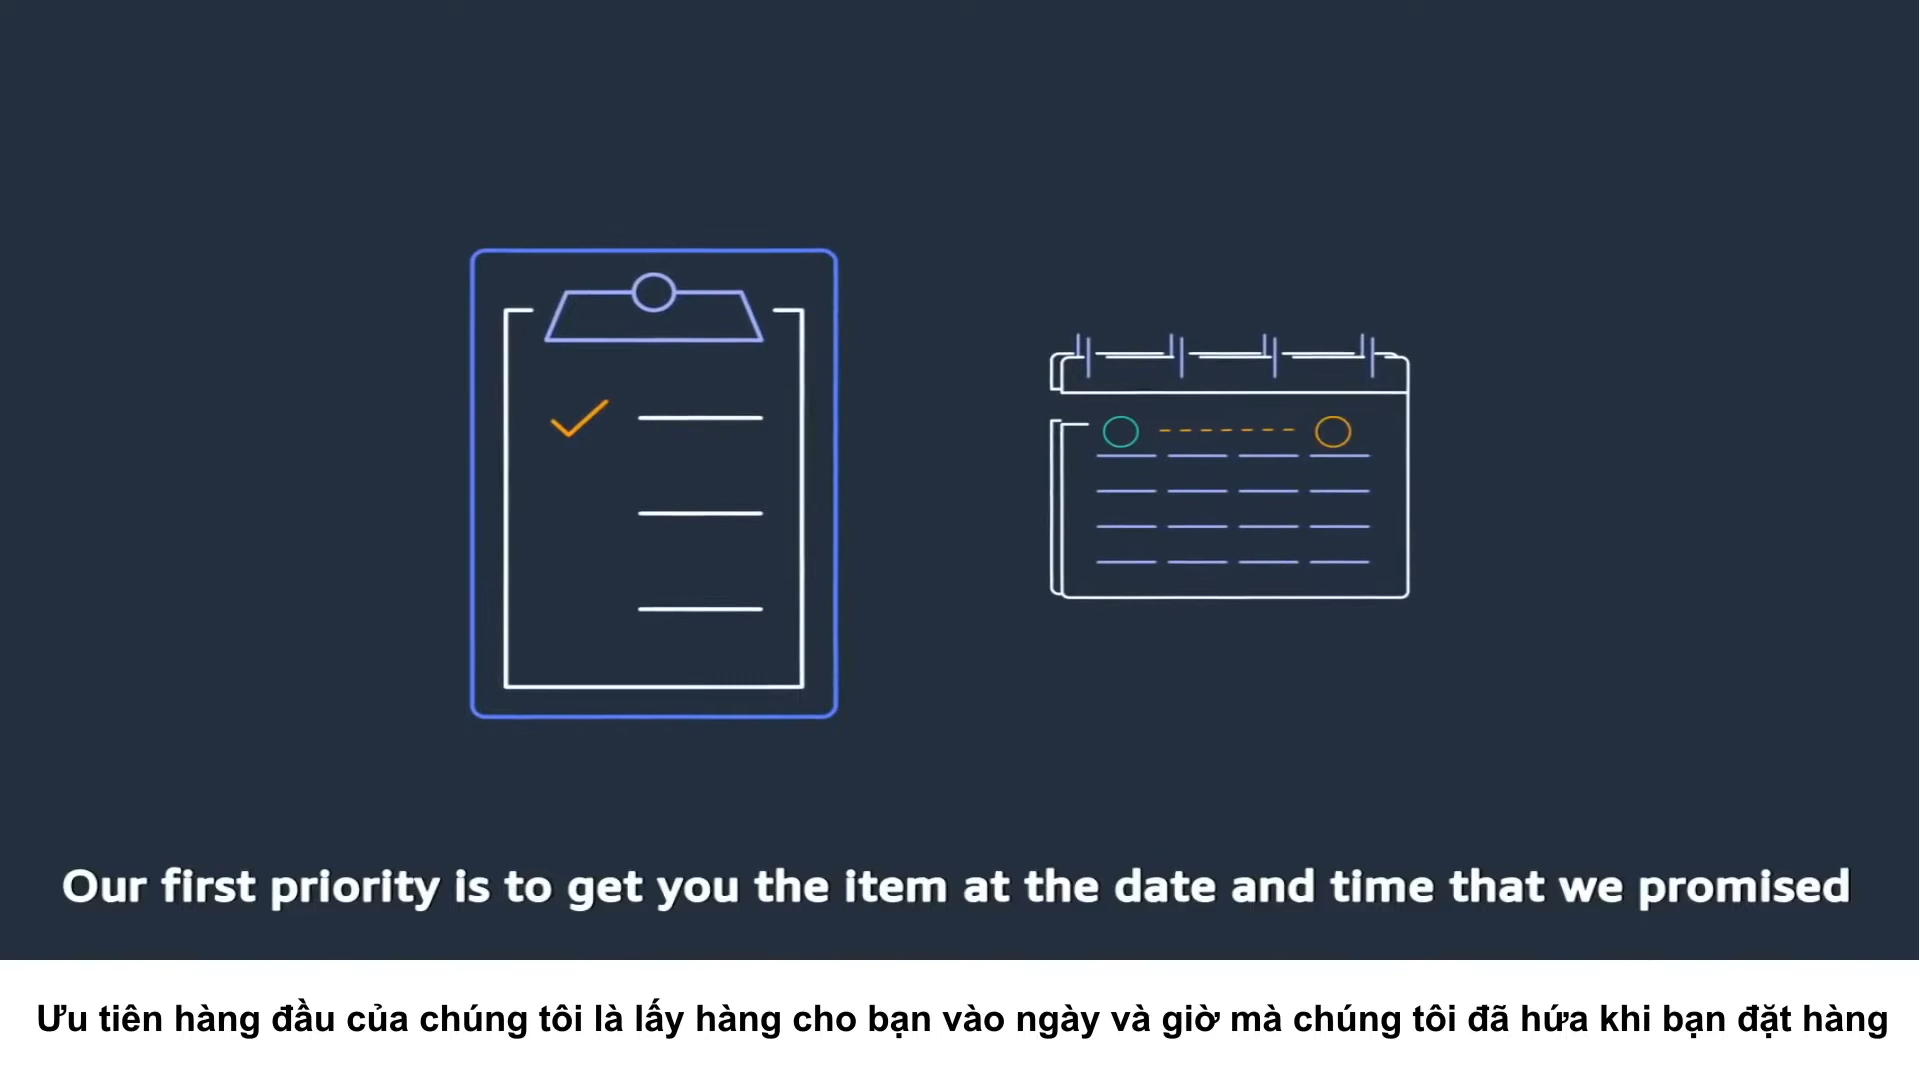 Our first priority is to get you the item at the date and time that we promised
Ưu tiên hàng đầu của chúng tôi là lấy hàng cho bạn vào ngày và giờ mà chúng tôi đã hứa khi bạn đặt hàng